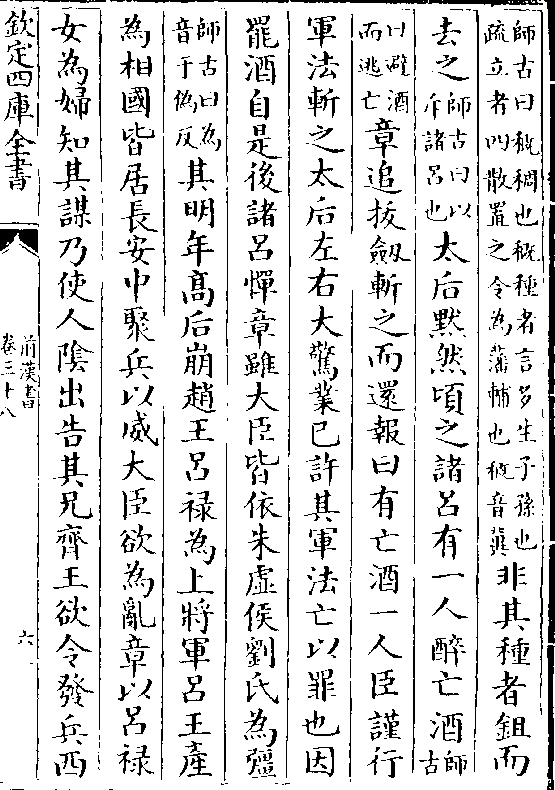 師古曰穊稠也穊種者言多生子孫也
疏立者四散置之令為藩輔也穊音冀
非其種者鉏而
去之
師古曰以
斥諸呂也
太后黙然頃之諸呂有一人醉亡酒
師古
曰避酒
而逃亡
章追抜劔斬之而還報曰有亡酒一人臣謹行
軍法斬之太后左右大驚業已許其軍法亡以罪也因
罷酒自是後諸呂憚章雖大臣皆依朱虚侯劉氏為彊
師古曰為
音于偽反
其明年髙后崩趙王呂禄為上將軍呂王産
為相國皆居長安中聚兵以威大臣欲為亂章以呂禄
女為婦知其謀乃使人隂出告其兄齊王欲令發兵西
欽定四庫全書
前漢書
卷三十八
六